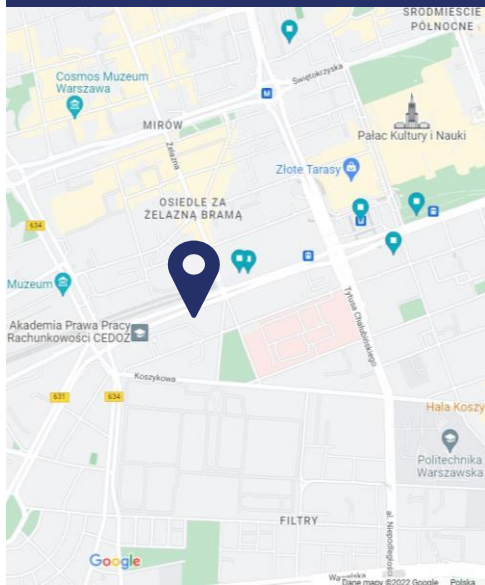 ŚRÓDMIEŚCIE
PÓŁNOCNE
Cosmos Muzeum
Warszawa
Świętokrzyska
M
MIRÓW
Pałac Kultury i Nauki
Żelazna
Złote Tarasy
OSIEDLE ZA
ŻELAZNĄ BRAMĄ
634
M
Muzeum
Tytusa Chałubińskiego
Akademia Prawa Pracy
Rachunkowości CEDOZ
Koszykowa
631
634
Hala Koszy
Politechnika
Warszawska
FILTRY
al. Niepodległości
Google
Dane mapy ©2022 Google Polska